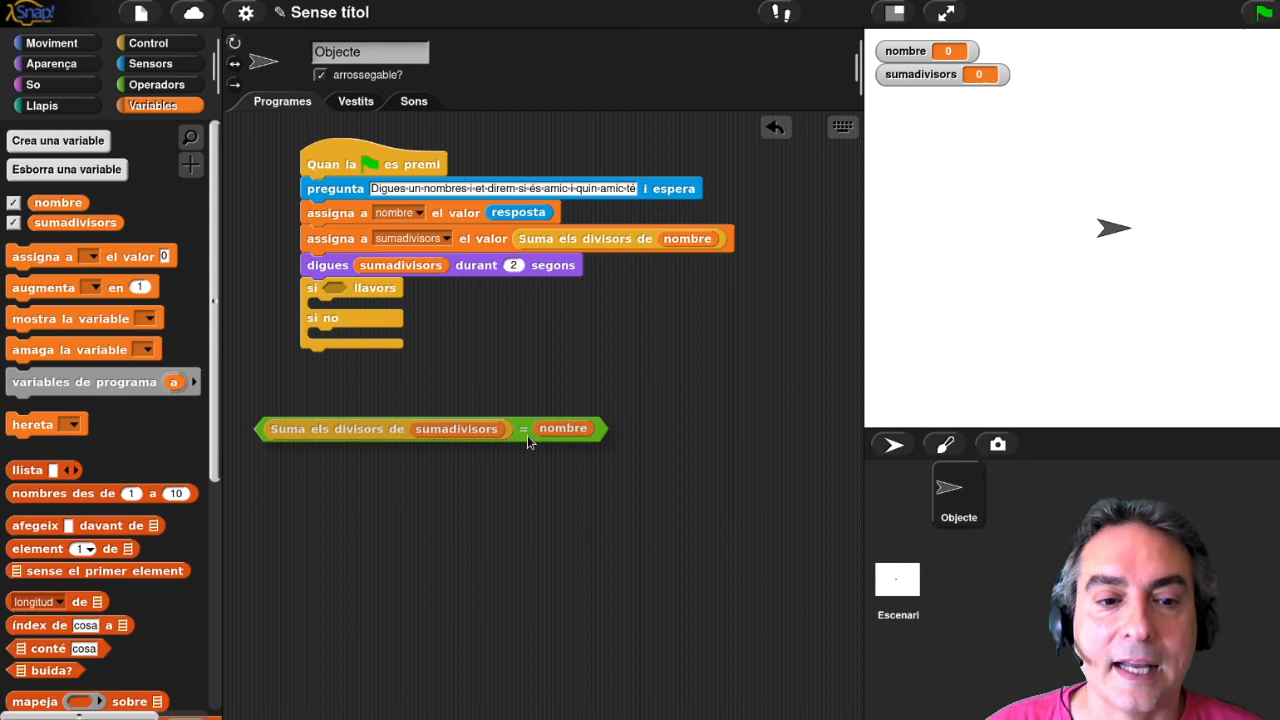 Snap!
Sense títol
Moviment
Control
Aparença
Sensors
So
Operadors
Llapis
Variables
Crea una variable
Esborra una variable
nombre
sumadivisors
assigna a el valor 0
augmenta en 1
mostra la variable
amaga la variable
variables de programa a
hereta
llista
nombres des de 1 a 10
afegeix davant de
element 1 de
sense el primer element
longitud de
índex de cosa a
conté cosa
buida?
mapeja sobre
Objecte
arrossegable?
Programes
Vestits
Sons
Quan la es premi
pregunta Digues un nombres i et direm si és amic i quin amic té i espera
assigna a nombre el valor resposta
assigna a sumadivisors el valor Suma els divisors de nombre
digues sumadivisors durant 2 segons
si llavors
si no
Suma els divisors de sumadivisors = nombre
nombre 0
sumadivisors 0
Objecte
Escenari